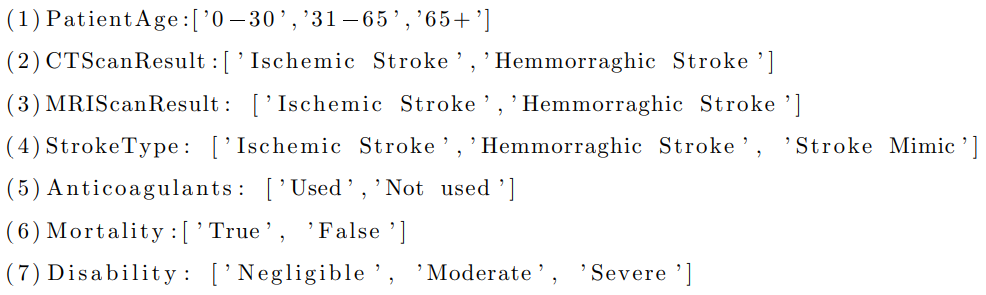 (1) PatientAge:['0-30','31-65','65+']
(2) CTScanResult:['Ischemic Stroke','Hemmorraghic Stroke']
(3) MRIScanResult: ['Ischemic Stroke','Hemmorraghic Stroke']
(4) StrokeType: ['Ischemic Stroke','Hemmorraghic Stroke', 'Stroke Mimic']
(5) Anticoagulants: ['Used','Not used']
(6) Mortality:['True', 'False']
(7) Disability: ['Negligible', 'Moderate', 'Severe']